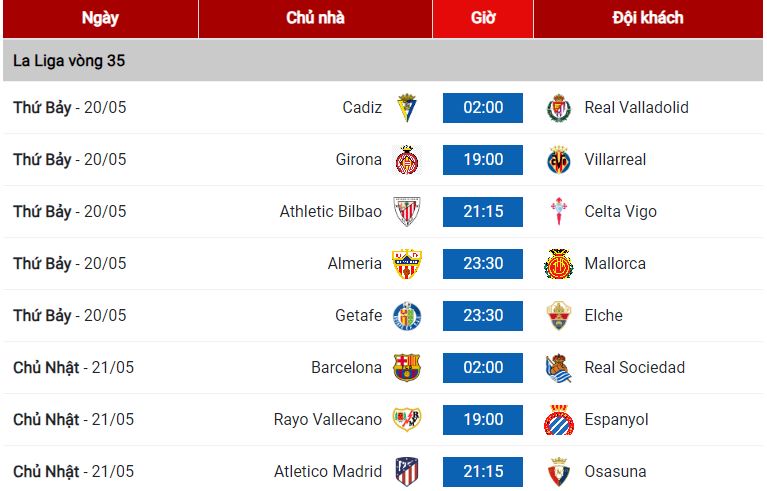 Ngày Chủ nhà Giờ Đội khách
La Liga vòng 35
Thứ Bảy - 20/05 Cadiz 02:00 Real Valladolid
Thứ Bảy - 20/05 Girona 19:00 Villarreal
Thứ Bảy - 20/05 Athletic Bilbao 21:15 Celta Vigo
Thứ Bảy - 20/05 Almeria 23:30 Mallorca
Thứ Bảy - 20/05 Getafe 23:30 Elche
Chủ Nhật - 21/05 Barcelona 02:00 Real Sociedad
Chủ Nhật - 21/05 Rayo Vallecano 19:00 Espanyol
Chủ Nhật - 21/05 Atletico Madrid 21:15 Osasuna